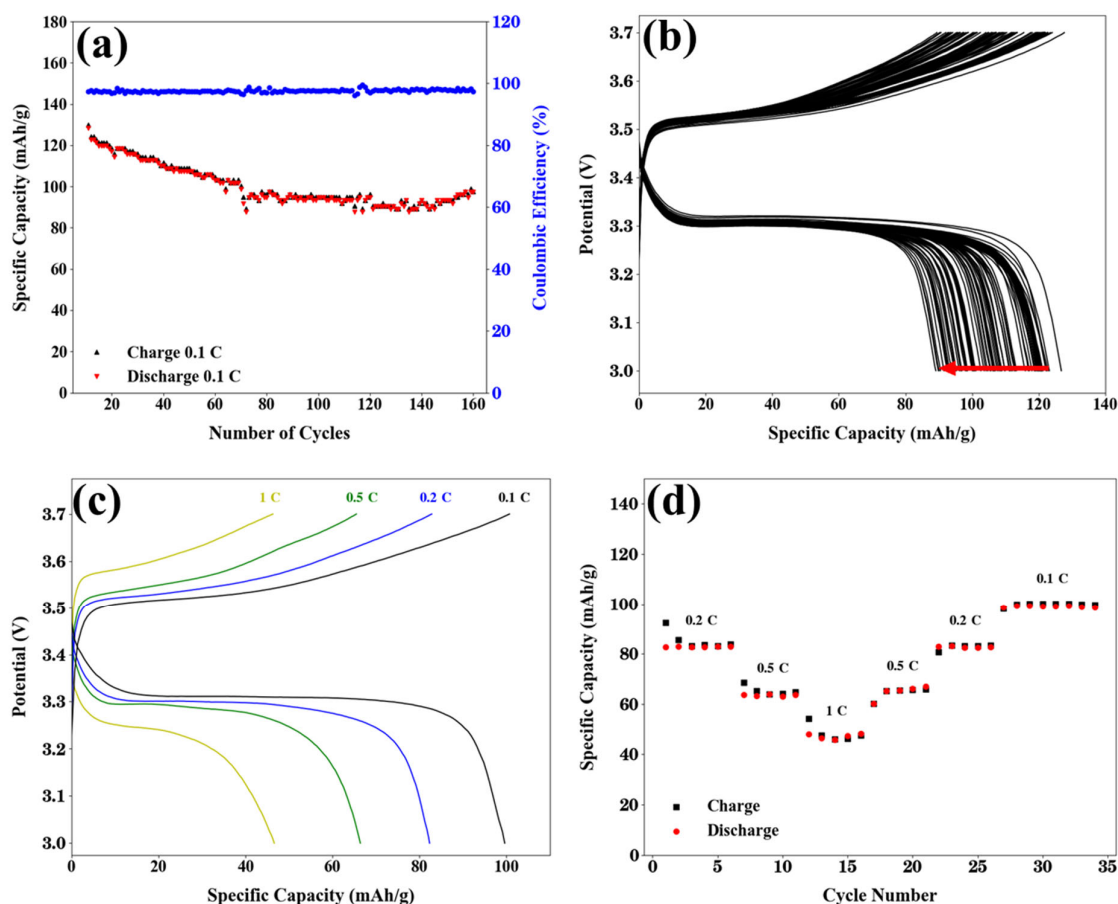 (a)
180
160
140
120
100
80
60
40
20
0
Specific Capacity (mAh/g)
120
100
80
60
40
20
0
Coulombic Efficiency (%)
Charge 0.1 C
Discharge 0.1 C
20 40 60 80 100 120 140 160
Number of Cycles
(b)
3.7
3.6
3.5
3.4
3.3
3.2
3.1
3.0
Potential (V)
0 20 40 60 80 100 120 140
Specific Capacity (mAh/g)
(c)
1 C 0.5 C 0.2 C 0.1 C
3.7
3.6
3.5
3.4
3.3
3.2
3.1
3.0
Potential (V)
0 20 40 60 80 100
Specific Capacity (mAh/g)
(d)
140
120
100
80
60
40
20
0
Specific Capacity (mAh/g)
0.2 C
0.5 C
1 C
0.5 C
0.2 C
0.1 C
Charge
Discharge
0 5 10 15 20 25 30 35
Cycle Number